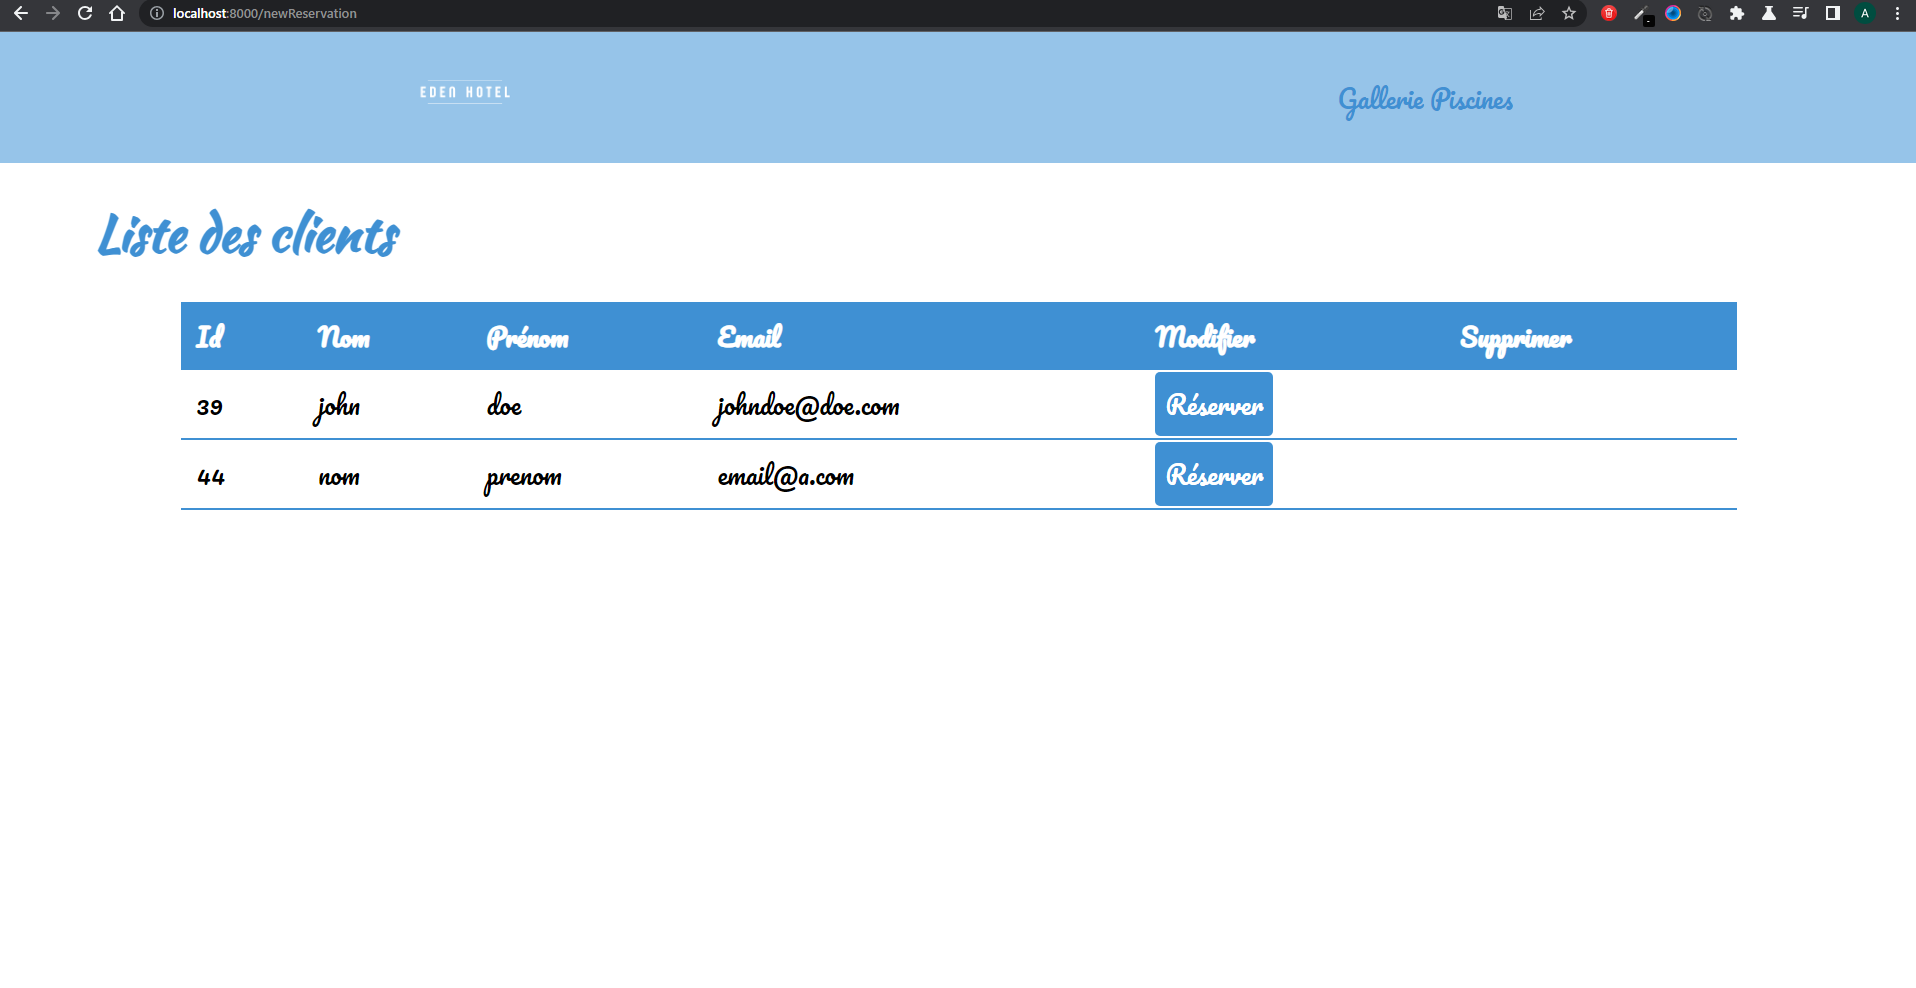 localhost:8000/newReservation
A
EDEN HOTEL
Gallerie Piscines
Liste des clients
Id Nom Prénom Email Modifier Supprimer
39 john doe johndoe@doe.com Réserver
44 nom prenom email@a.com Réserver